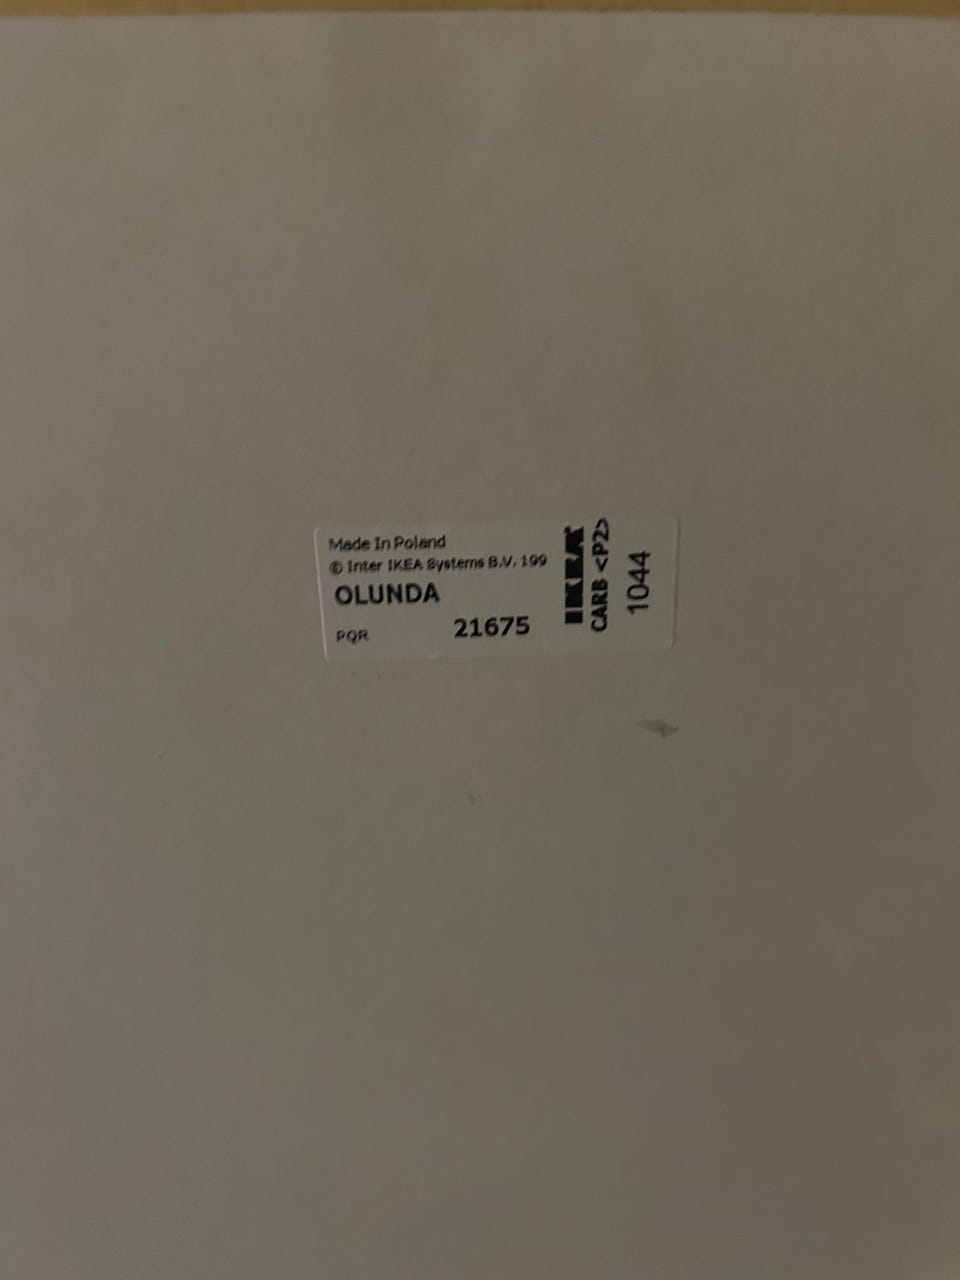 Made In Poland
© Inter IKEA Systems B.V. 199
OLUNDA
PQR 21675
IKEA
CARB <P2>
1044